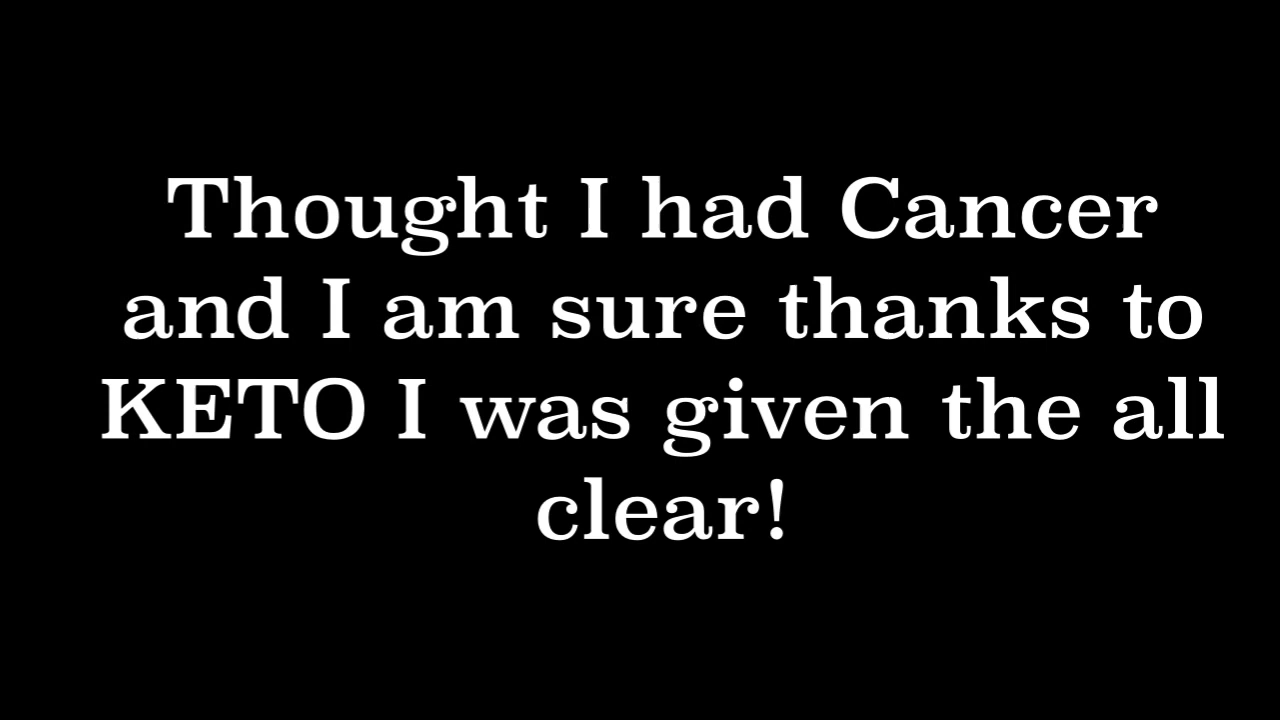 Thought I had Cancer
and I am sure thanks to
KETO I was given the all
clear!